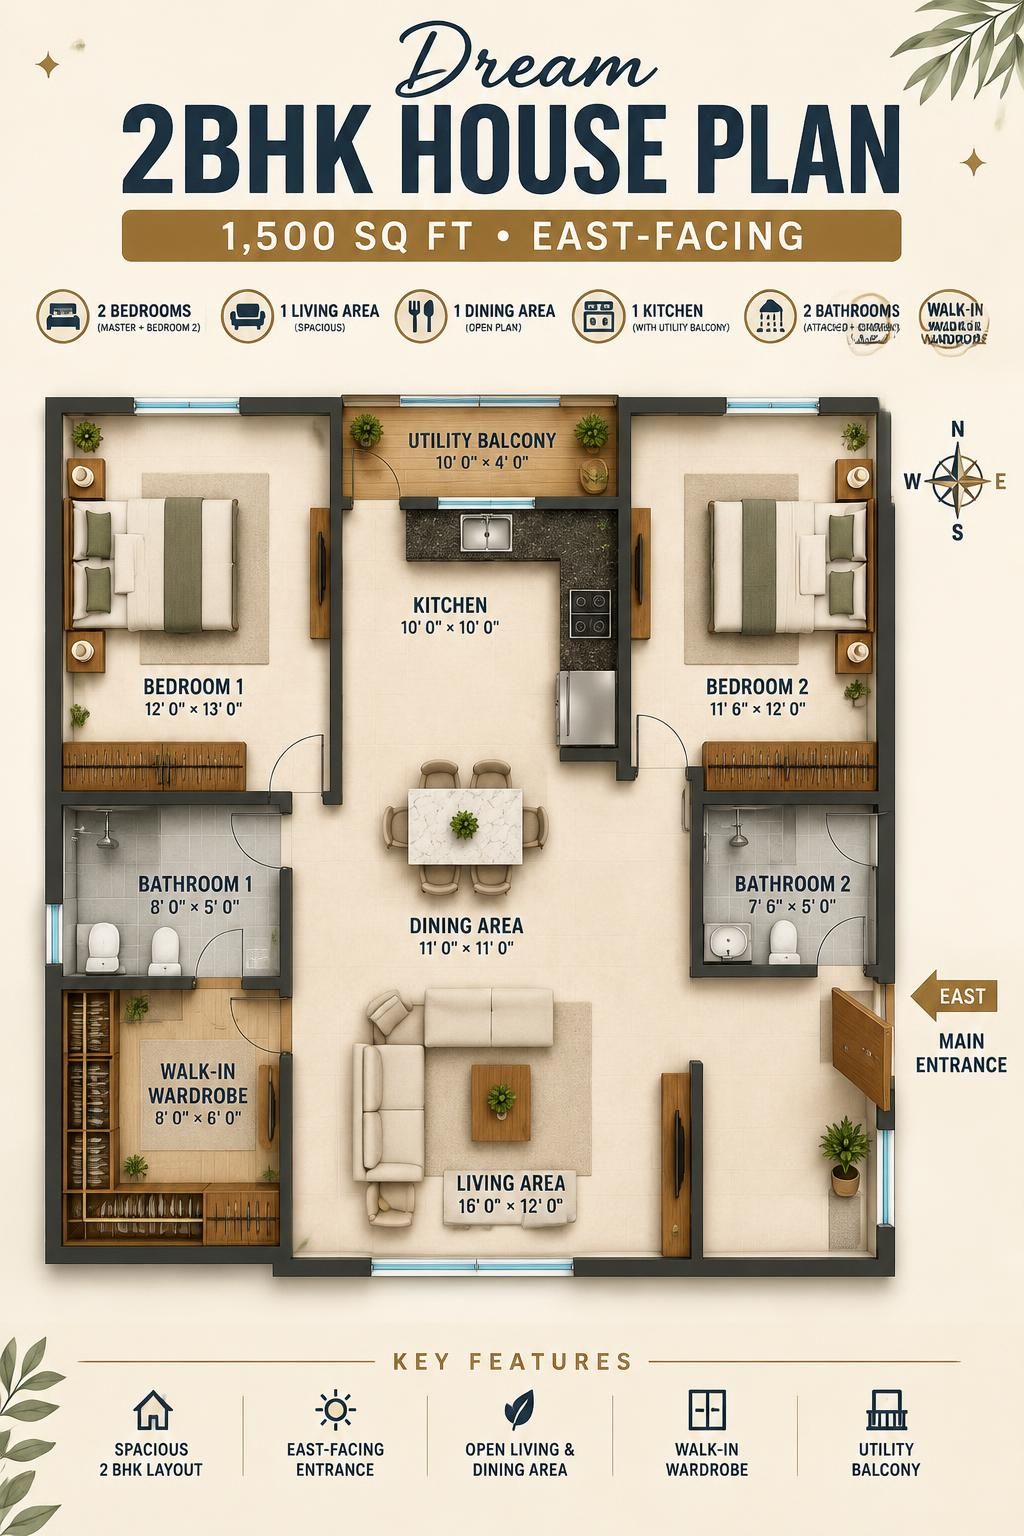 Dream
2BHK HOUSE PLAN
1,500 SQ FT • EAST-FACING
2 BEDROOMS
(MASTER + BEDROOM 2)
1 LIVING AREA
(SPACIOUS)
1 DINING AREA
(OPEN PLAN)
1 KITCHEN
(WITH UTILITY BALCONY)
2 BATHROOMS
WALK-IN
UTILITY BALCONY
10' 0" × 4' 0"
N
W
E
S
KITCHEN
10' 0" × 10' 0"
BEDROOM 1
12' 0" × 13' 0"
BEDROOM 2
11' 6" × 12' 0"
BATHROOM 1
8' 0" × 5' 0"
BATHROOM 2
7' 6" × 5' 0"
DINING AREA
11' 0" × 11' 0"
EAST
MAIN
ENTRANCE
WALK-IN
WARDROBE
8' 0" × 6' 0"
LIVING AREA
16' 0" × 12' 0"
KEY FEATURES
SPACIOUS
2 BHK LAYOUT
EAST-FACING
ENTRANCE
OPEN LIVING &
DINING AREA
WALK-IN
WARDROBE
UTILITY
BALCONY